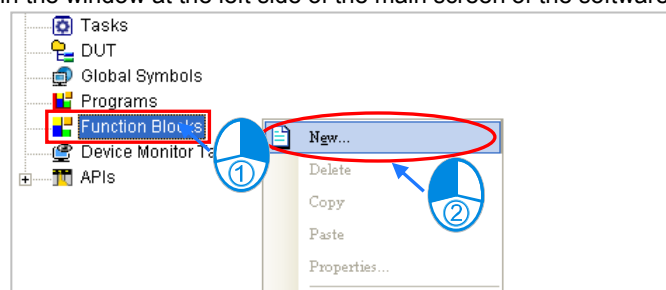 in the window at the left side of the main screen of the software
Tasks
DUT
Global Symbols
Programs
Function Blocks
Device Monitor Ta
APIs
New...
Delete
Copy
Paste
Properties...
①
②